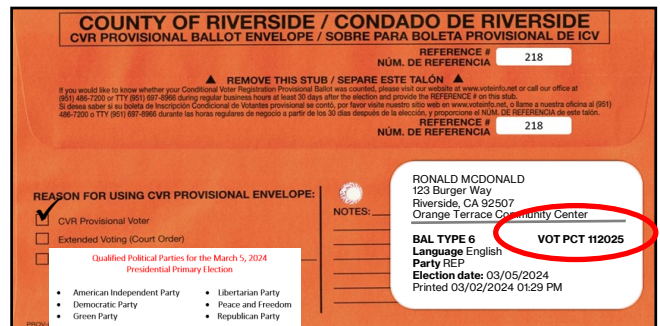 COUNTY OF RIVERSIDE / CONDADO DE RIVERSIDE
CVR PROVISIONAL BALLOT ENVELOPE / SOBRE PARA BOLETA PROVISIONAL DE ICV
REFERENCE # 218
NÚM. DE REFERENCIA
▲ REMOVE THIS STUB / SEPARE ESTE TALÓN ▲
If you would like to know whether your Conditional Voter Registration Provisional Ballot was counted, please visit our website at www.voteinfo.net or call our office at
(951) 486-7200 or TTY (951) 697-8966 during regular business hours at least 30 days after the election and provide the REFERENCE # on this stub.
Si desea saber si su boleta de Inscripción Condicional de Votantes provisional se contó, por favor visite nuestro sitio web en www.voteinfo.net, o llame a nuestra oficina al (951)
486-7200 o TTY (951) 697-8966 durante las horas regulares de negocio a partir de los 30 días después de la elección, y proporcione el NÚM. DE REFERENCIA de este talón.
REFERENCE # 218
NÚM. DE REFERENCIA
REASON FOR USING CVR PROVISIONAL ENVELOPE:
CVR Provisional Voter
Extended Voting (Court Order)
NOTES:
RONALD MCDONALD
123 Burger Way
Riverside, CA 92507
Orange Terrace Community Center
BAL TYPE 6 VOT PCT 112025
Language English
Party REP
Election date: 03/05/2024
Printed 03/02/2024 01:29 PM
Qualified Political Parties for the March 5, 2024
Presidential Primary Election
• American Independent Party
• Democratic Party
• Green Party
• Libertarian Party
• Peace and Freedom
• Republican Party